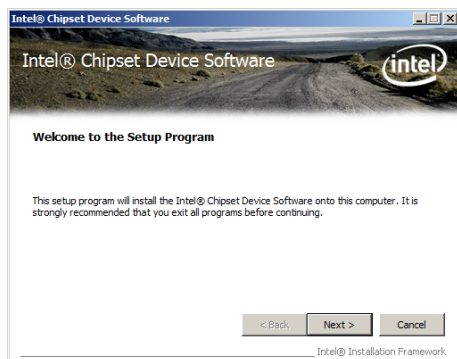 Intel® Chipset Device Software
Intel® Chipset Device Software
intel
Welcome to the Setup Program
This setup program will install the Intel® Chipset Device Software onto this computer. It is
strongly recommended that you exit all programs before continuing.
< Back
Next >
Cancel
Intel® Installation Framework